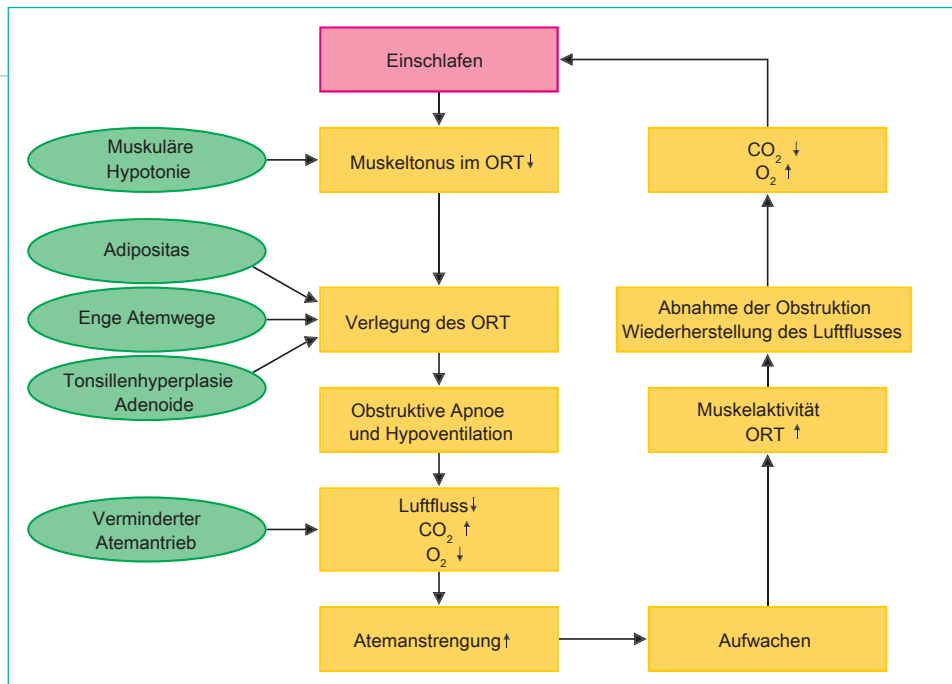 Einschlafen
Muskuläre
Hypotonie
Muskeltonus im ORT ↓
Adipositas
Enge Atemwege
Tonsillenhyperplasie
Adenoide
Verlegung des ORT
Obstruktive Apnoe
und Hypoventilation
Verminderter
Atemantrieb
Luftfluss ↓
CO₂ ↑
O₂ ↓
Atemanstrengung ↑
Aufwachen
Muskelaktivität
ORT ↑
Abnahme der Obstruktion
Wiederherstellung des Luftflusses
CO₂ ↓
O₂ ↑